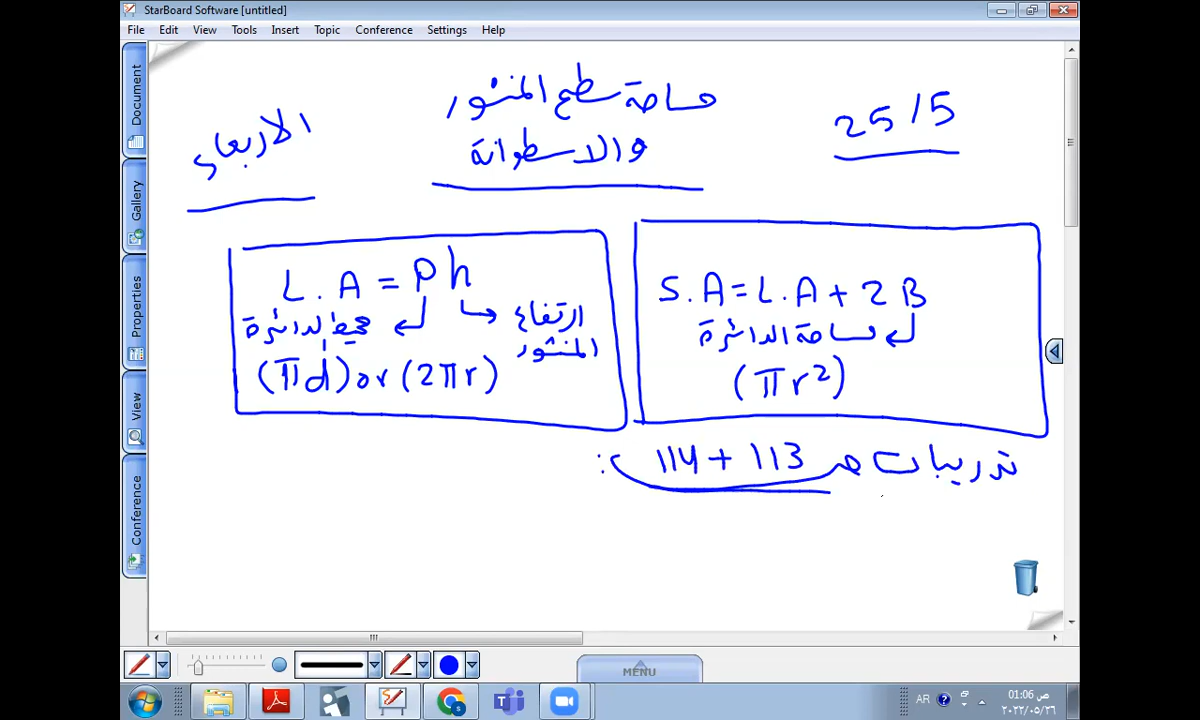 StarBoard Software [untitled]
File Edit View Tools Insert Topic Conference Settings Help
Document
Gallery
Properties
View
Conference
25/5
مساحة سطح المنشور
والاسطوانة
الاربعاء
S.A = L.A + 2B
مساحة الدائرة
(πr²)
L.A = Ph
ارتفاع
المنشور
محيط الدائرة
(πd) or (2πr)
تدريبات ص 113 + 114 :
MENU
AR
01:06 ص
٢٠٢٢/٠٥/٢٦